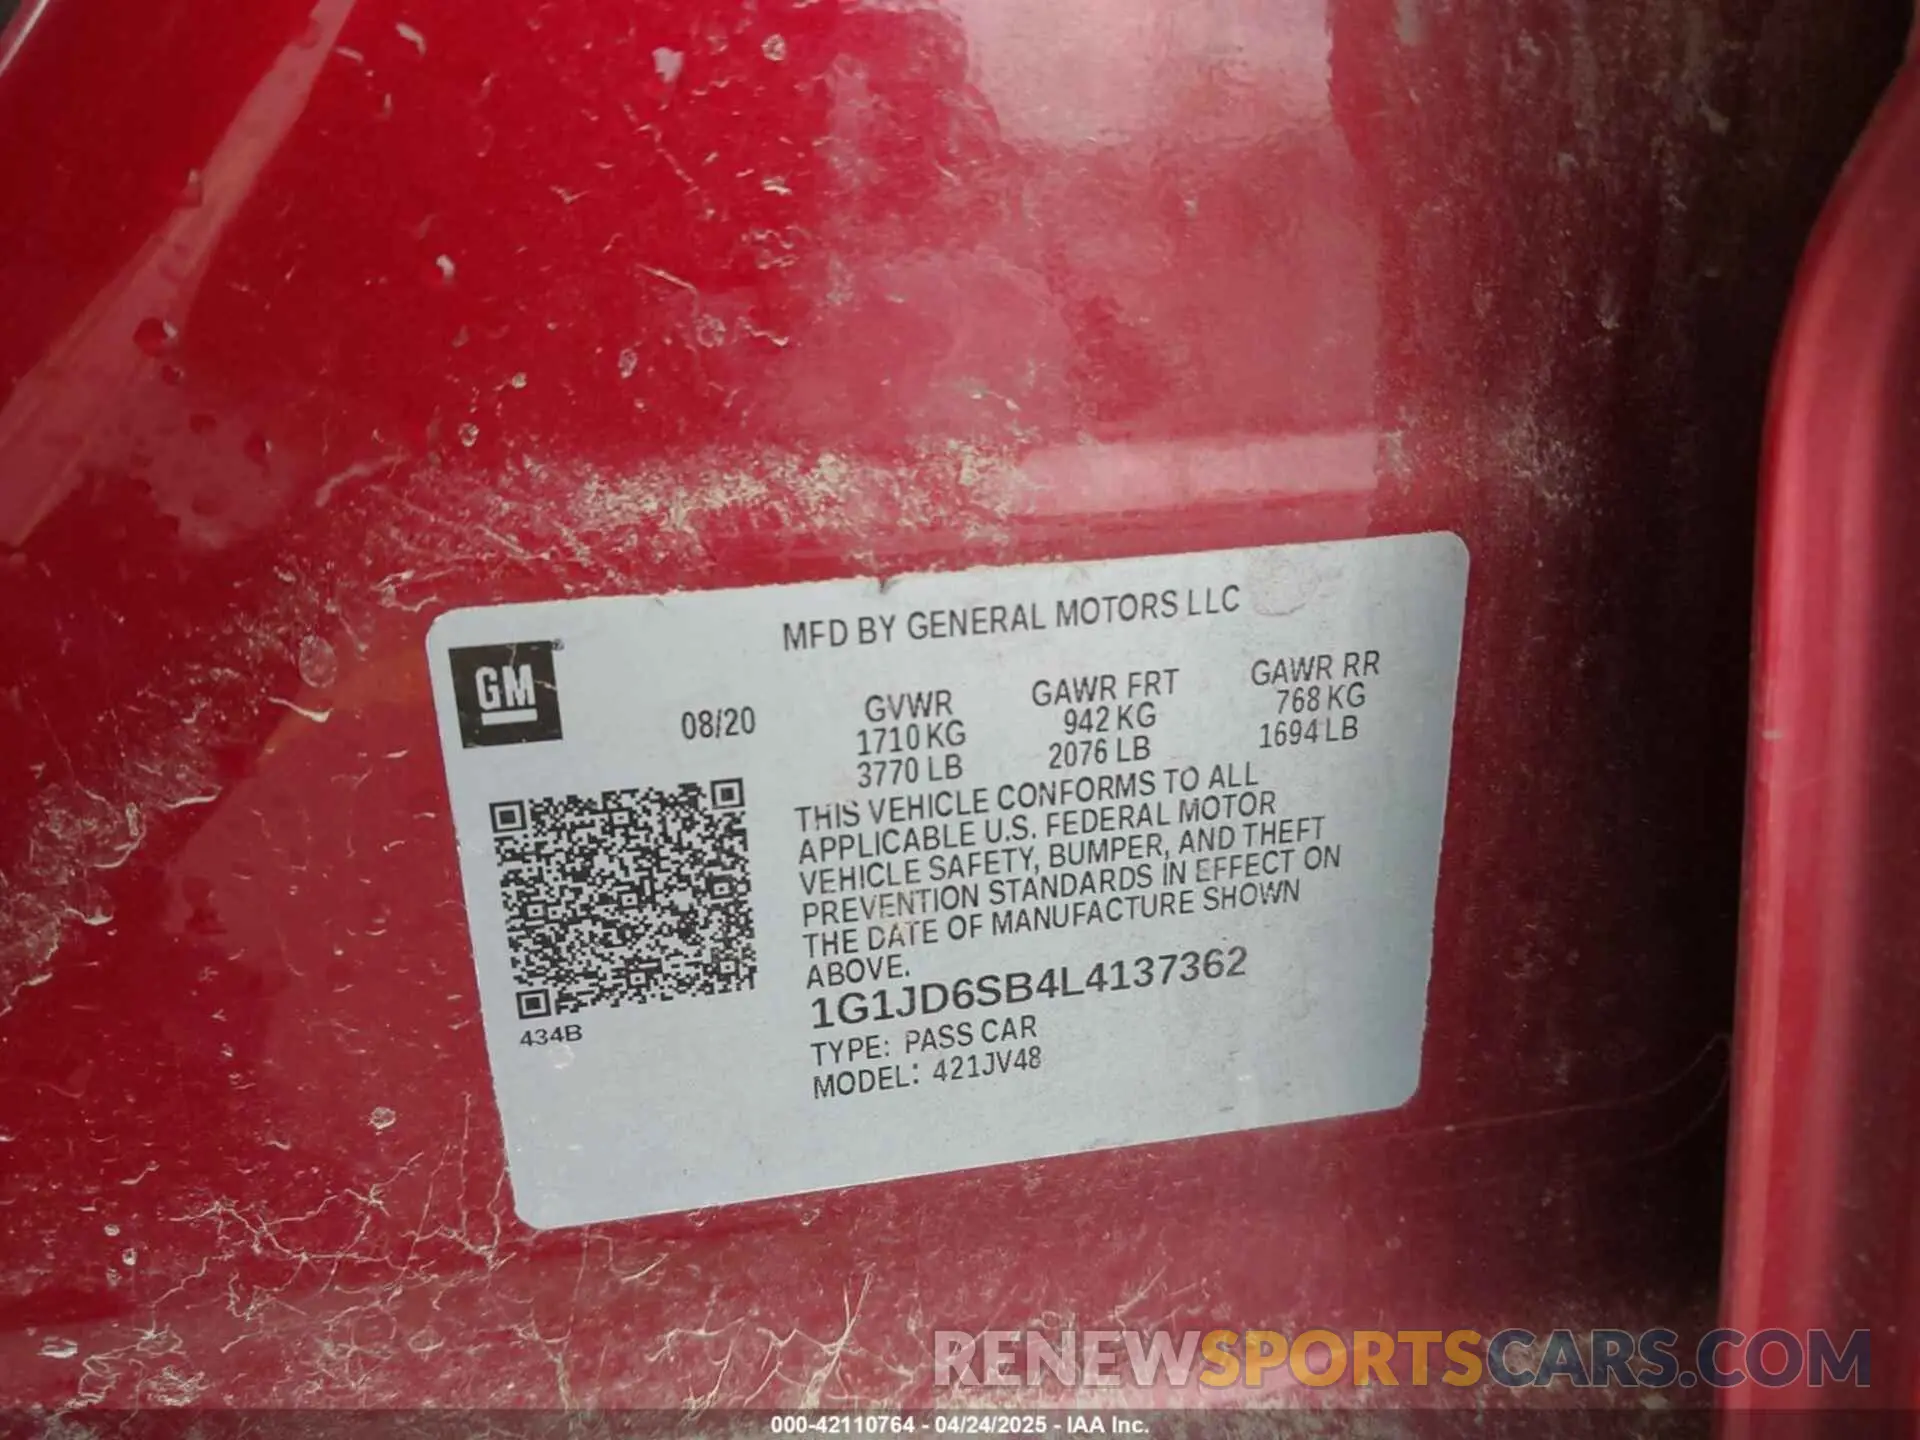 MFD BY GENERAL MOTORS LLC
GM
08/20
GVWR
1710 KG
3770 LB
GAWR FRT
942 KG
2076 LB
GAWR RR
768 KG
1694 LB
THIS VEHICLE CONFORMS TO ALL
APPLICABLE U.S. FEDERAL MOTOR
VEHICLE SAFETY, BUMPER, AND THEFT
PREVENTION STANDARDS IN EFFECT ON
THE DATE OF MANUFACTURE SHOWN
ABOVE.
1G1JD6SB4L4137362
TYPE: PASS CAR
MODEL: 421JV48
434B
RENEWSPORTSCARS.COM
000-42110764 - 04/24/2025 - IAA Inc.